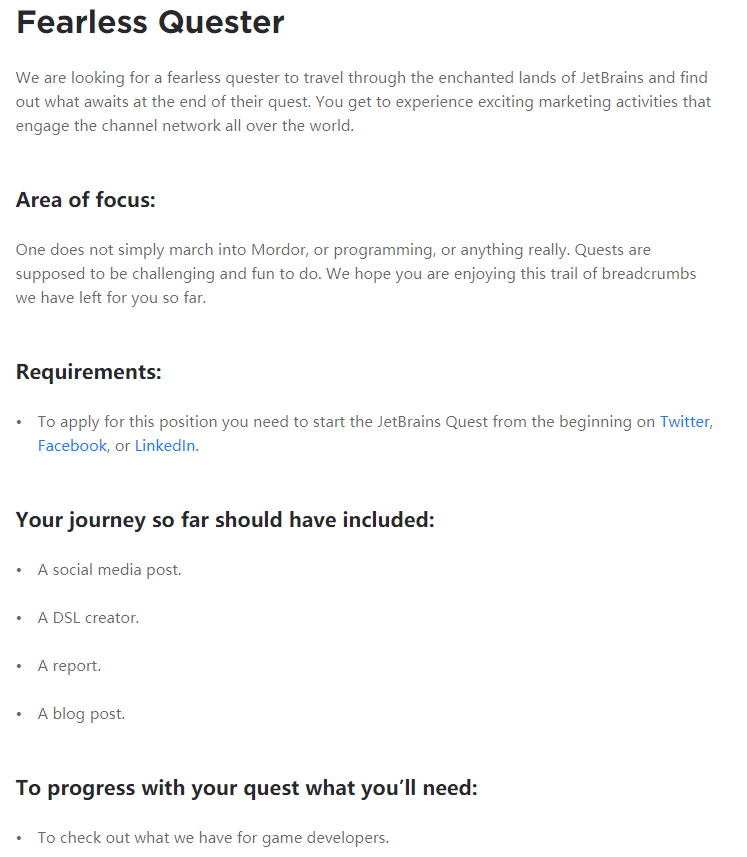 Fearless Quester
We are looking for a fearless quester to travel through the enchanted lands of JetBrains and find
out what awaits at the end of their quest. You get to experience exciting marketing activities that
engage the channel network all over the world.
Area of focus:
One does not simply march into Mordor, or programming, or anything really. Quests are
supposed to be challenging and fun to do. We hope you are enjoying this trail of breadcrumbs
we have left for you so far.
Requirements:
• To apply for this position you need to start the JetBrains Quest from the beginning on Twitter,
Facebook, or LinkedIn.
Your journey so far should have included:
• A social media post.
• A DSL creator.
• A report.
• A blog post.
To progress with your quest what you’ll need:
• To check out what we have for game developers.